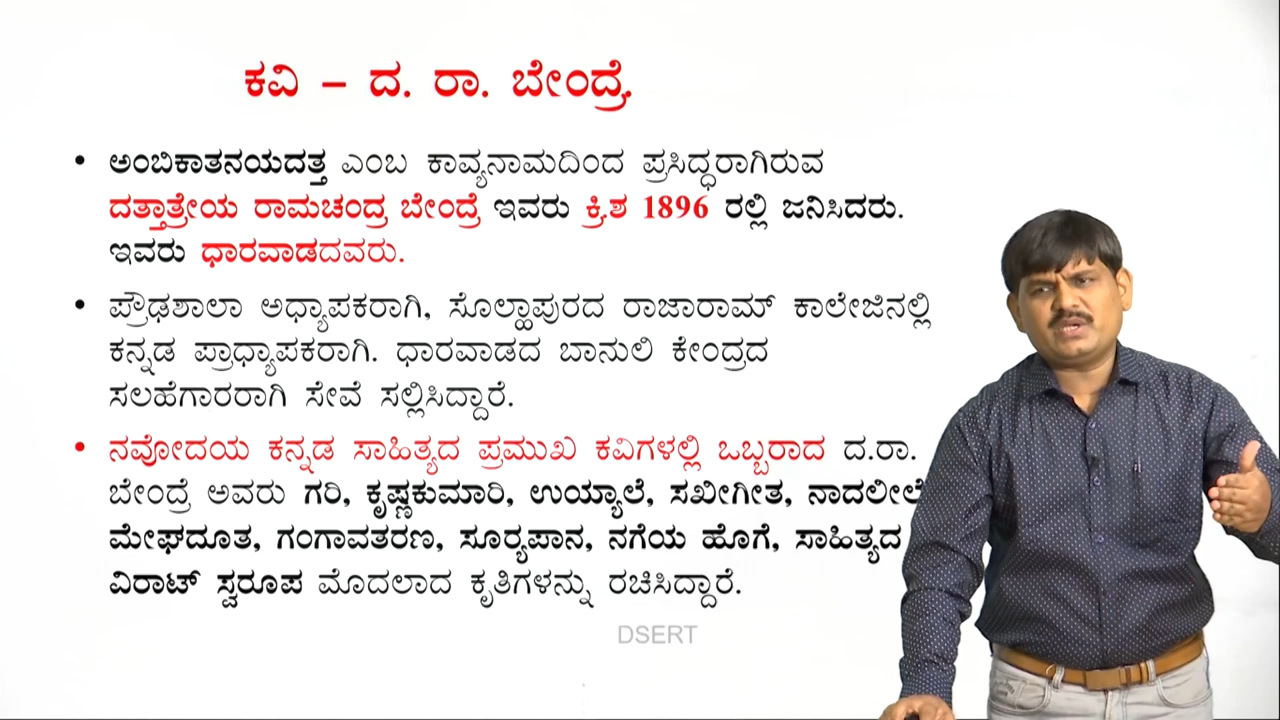 ಕವಿ – ದ. ರಾ. ಬೇಂದ್ರೆ.
• ಅಂಬಿಕಾತನಯದತ್ತ ಎಂಬ ಕಾವ್ಯನಾಮದಿಂದ ಪ್ರಸಿದ್ಧರಾಗಿರುವ
ದತ್ತಾತ್ರೇಯ ರಾಮಚಂದ್ರ ಬೇಂದ್ರೆ ಇವರು ಕ್ರಿ.ಶ 1896 ರಲ್ಲಿ ಜನಿಸಿದರು.
ಇವರು ಧಾರವಾಡದವರು.
• ಪ್ರೌಢಶಾಲಾ ಅಧ್ಯಾಪಕರಾಗಿ, ಸೊಲ್ಹಾಪುರದ ರಾಜಾರಾಮ್ ಕಾಲೇಜಿನಲ್ಲಿ
ಕನ್ನಡ ಪ್ರಾಧ್ಯಾಪಕರಾಗಿ. ಧಾರವಾಡದ ಬಾನುಲಿ ಕೇಂದ್ರದ
ಸಲಹೆಗಾರರಾಗಿ ಸೇವೆ ಸಲ್ಲಿಸಿದ್ದಾರೆ.
• ನವೋದಯ ಕನ್ನಡ ಸಾಹಿತ್ಯದ ಪ್ರಮುಖ ಕವಿಗಳಲ್ಲಿ ಒಬ್ಬರಾದ ದ.ರಾ.
ಬೇಂದ್ರೆ ಅವರು ಗರಿ, ಕೃಷ್ಣಕುಮಾರಿ, ಉಯ್ಯಾಲೆ, ಸಖೀಗೀತ, ನಾದಲೀಲೆ
ಮೇಘದೂತ, ಗಂಗಾವತರಣ, ಸೂರ‍್ಯಪಾನ, ನಗೆಯ ಹೊಗೆ, ಸಾಹಿತ್ಯದ
ವಿರಾಟ್ ಸ್ವರೂಪ ಮೊದಲಾದ ಕೃತಿಗಳನ್ನು ರಚಿಸಿದ್ದಾರೆ.
DSERT